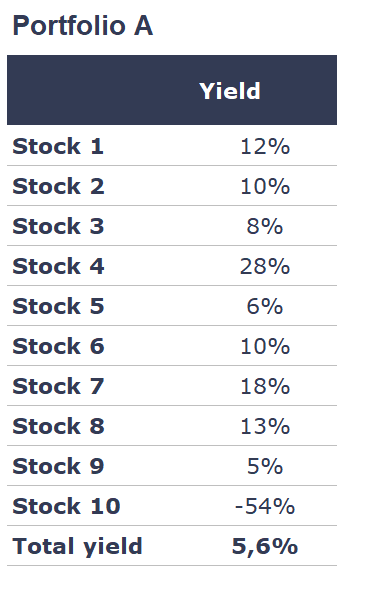 Portfolio A
Yield
Stock 1 12%
Stock 2 10%
Stock 3 8%
Stock 4 28%
Stock 5 6%
Stock 6 10%
Stock 7 18%
Stock 8 13%
Stock 9 5%
Stock 10 -54%
Total yield 5,6%